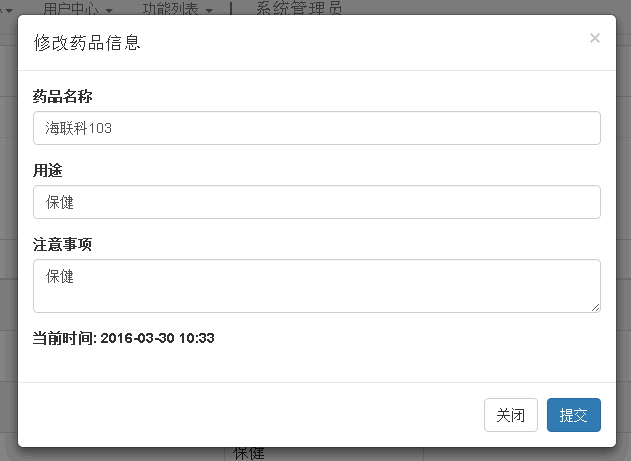 用户中心 功能列表 | 系统管理员
修改药品信息 ×
药品名称
海联科103
用途
保健
注意事项
保健
当前时间: 2016-03-30 10:33
关闭 提交
保健